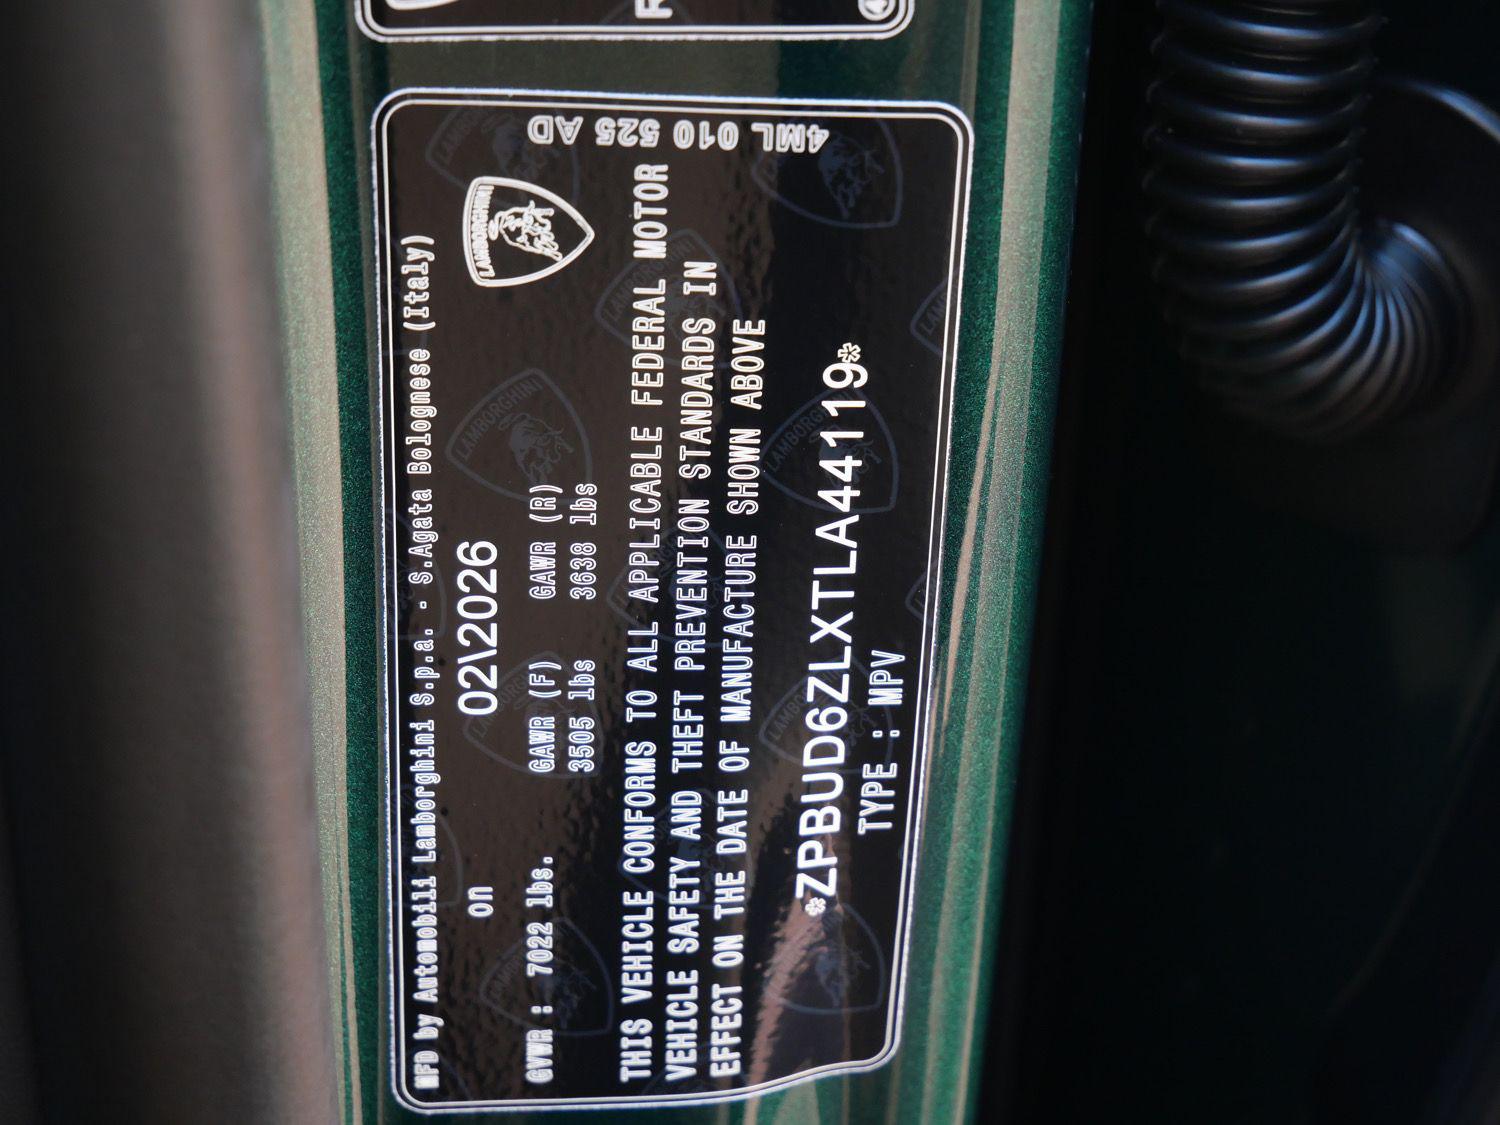 4ML 010 525 AD
MFD by Automobili Lamborghini S.p.a. - S.Agata Bolognese (Italy)
on 02\2026
LAMBORGHINI
GVWR : 7022 lbs. GAWR (F) GAWR (R)
3505 lbs 3638 lbs
THIS VEHICLE CONFORMS TO ALL APPLICABLE FEDERAL MOTOR
VEHICLE SAFETY AND THEFT PREVENTION STANDARDS IN
EFFECT ON THE DATE OF MANUFACTURE SHOWN ABOVE
*ZPBUD6ZLXTLA44119*
TYPE : MPV